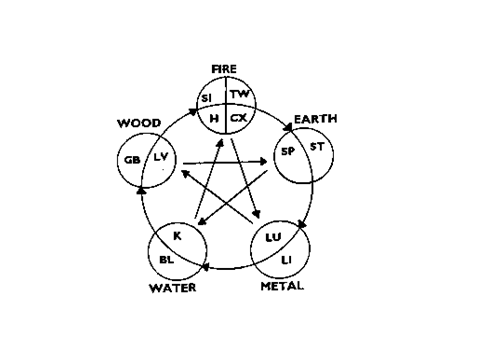 FIRE
SI TW
H CX
WOOD
EARTH
GB LV
SP ST
K
BL
LU
LI
WATER
METAL